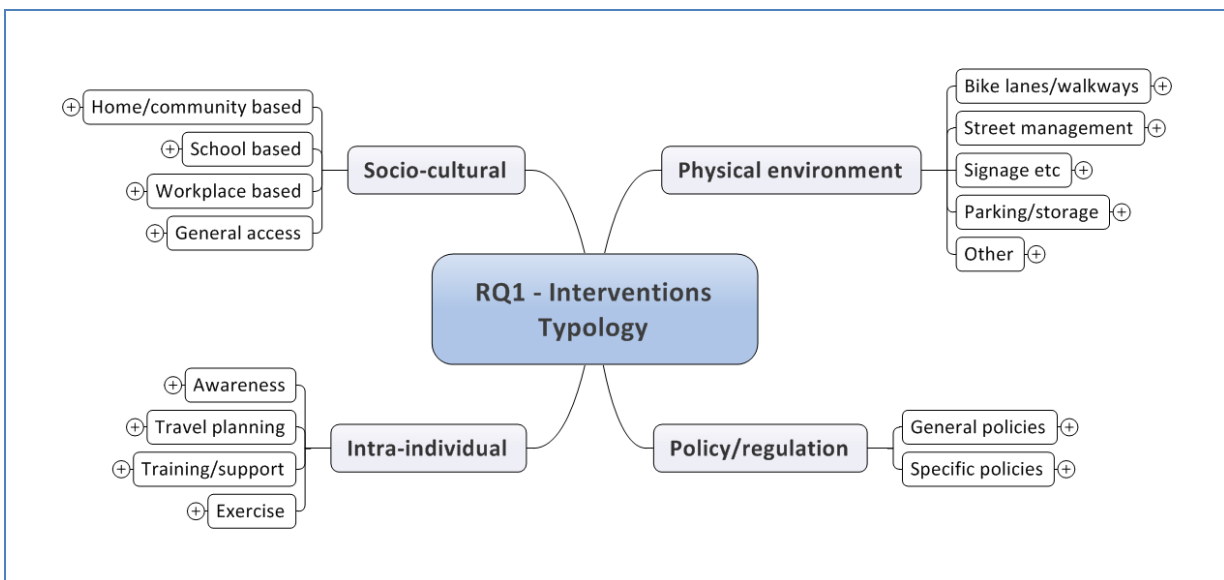 Home/community based
School based
Workplace based
General access
Socio-cultural
Physical environment
Bike lanes/walkways
Street management
Signage etc
Parking/storage
Other
RQ1 - Interventions
Typology
Awareness
Travel planning
Training/support
Exercise
Intra-individual
Policy/regulation
General policies
Specific policies